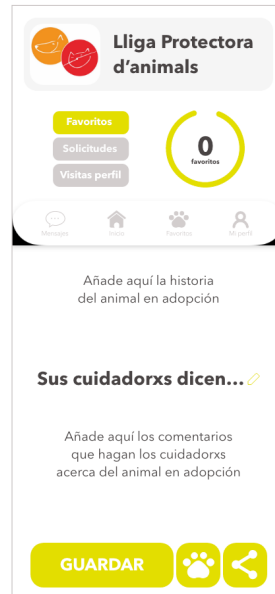 Lliga Protectora
d'animals
Favoritos
Solicitudes
Visitas perfil
0
favoritos
Mensajes
Inicio
Favoritos
Mi perfil
Añade aquí la historia
del animal en adopción
Sus cuidadorxs dicen...
Añade aquí los comentarios
que hagan los cuidadorxs
acerca del animal en adopción
GUARDAR